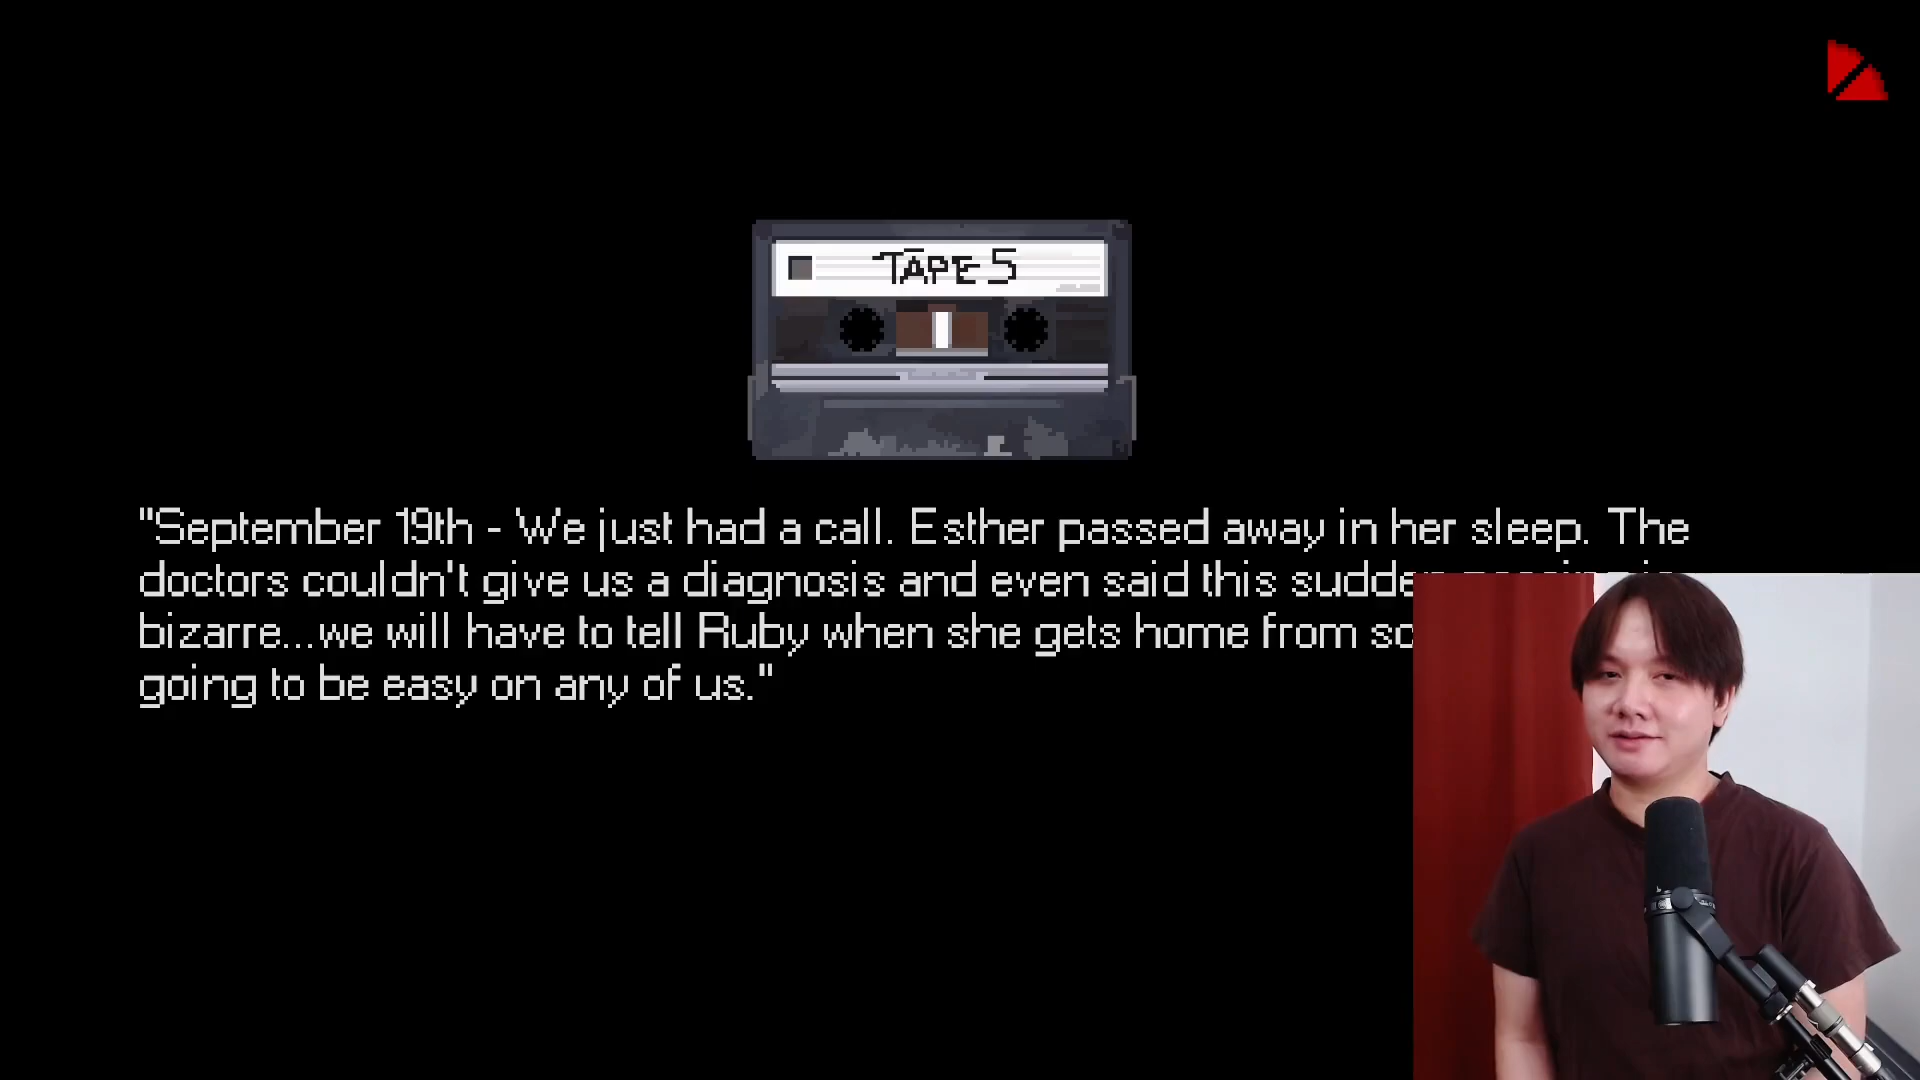 TAPE 5
"September 19th - We just had a call. Esther passed away in her sleep. The
doctors couldn't give us a diagnosis and even said this
bizarre...we will have to tell Ruby when she gets home from
going to be easy on any of us."